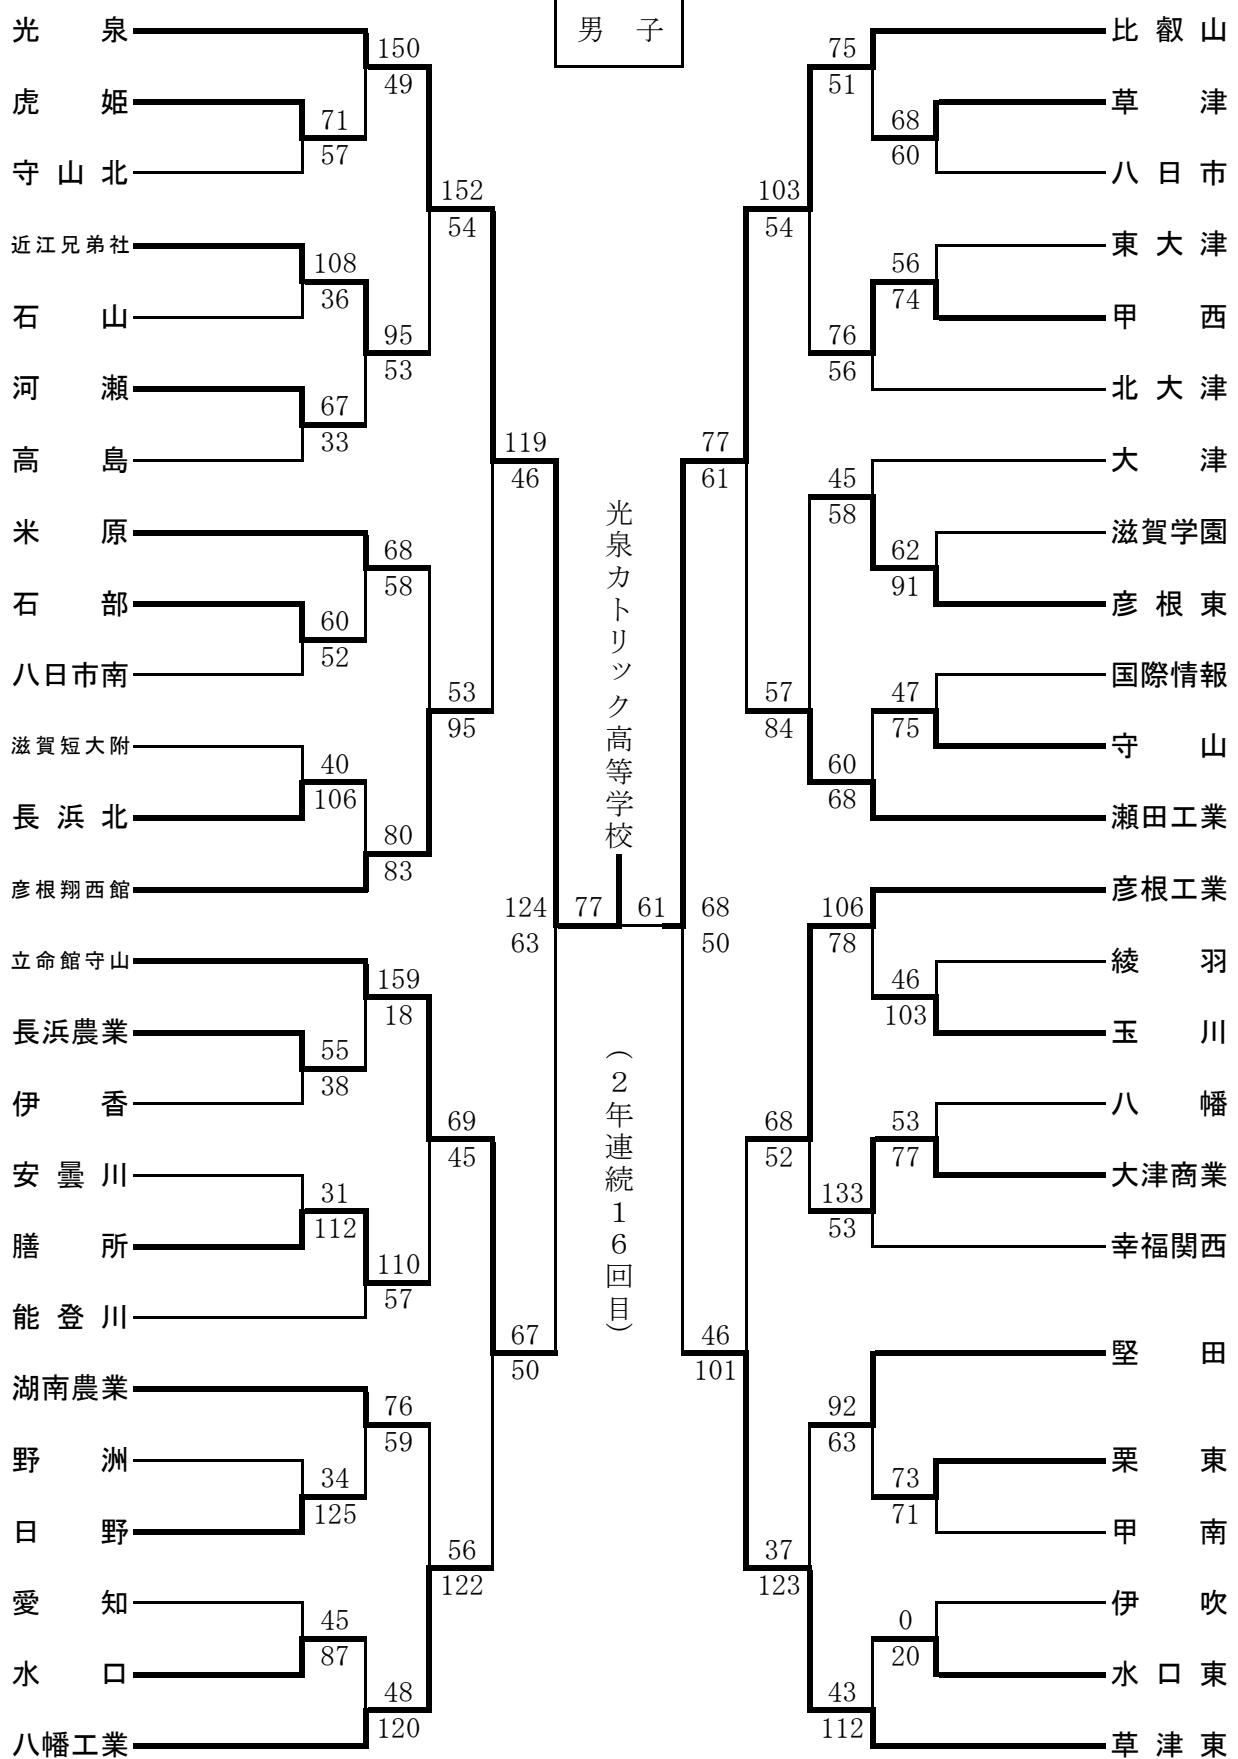 男 子
光 泉
150
49
虎 姫
71
57
守 山 北
152
54
近江兄弟社
108
36
石 山
95
53
河 瀬
67
33
高 島
119
46
米 原
68
58
石 部
60
52
八日市南
53
95
滋賀短大附
40
106
長 浜 北
80
83
彦根翔西館
124
63
立命館守山
159
18
長浜農業
55
38
伊 香
69
45
安 曇 川
31
112
膳 所
110
57
能 登 川
67
50
湖南農業
76
59
野 洲
34
125
日 野
56
122
愛 知
45
87
水 口
48
120
八幡工業
光泉カトリック高等学校
77 61
(2年連続16回目)
比 叡 山
75
51
草 津
68
60
八 日 市
103
54
東 大 津
56
74
甲 西
76
56
北 大 津
77
61
大 津
45
58
滋賀学園
62
91
彦 根 東
国際情報
47
75
57
84
守 山
60
68
瀬田工業
68
50
彦根工業
106
78
綾 羽
46
103
玉 川
68
52
八 幡
53
77
大津商業
133
53
幸福関西
46
101
堅 田
92
63
栗 東
73
71
甲 南
37
123
伊 吹
0
20
水 口 東
43
112
草 津 東